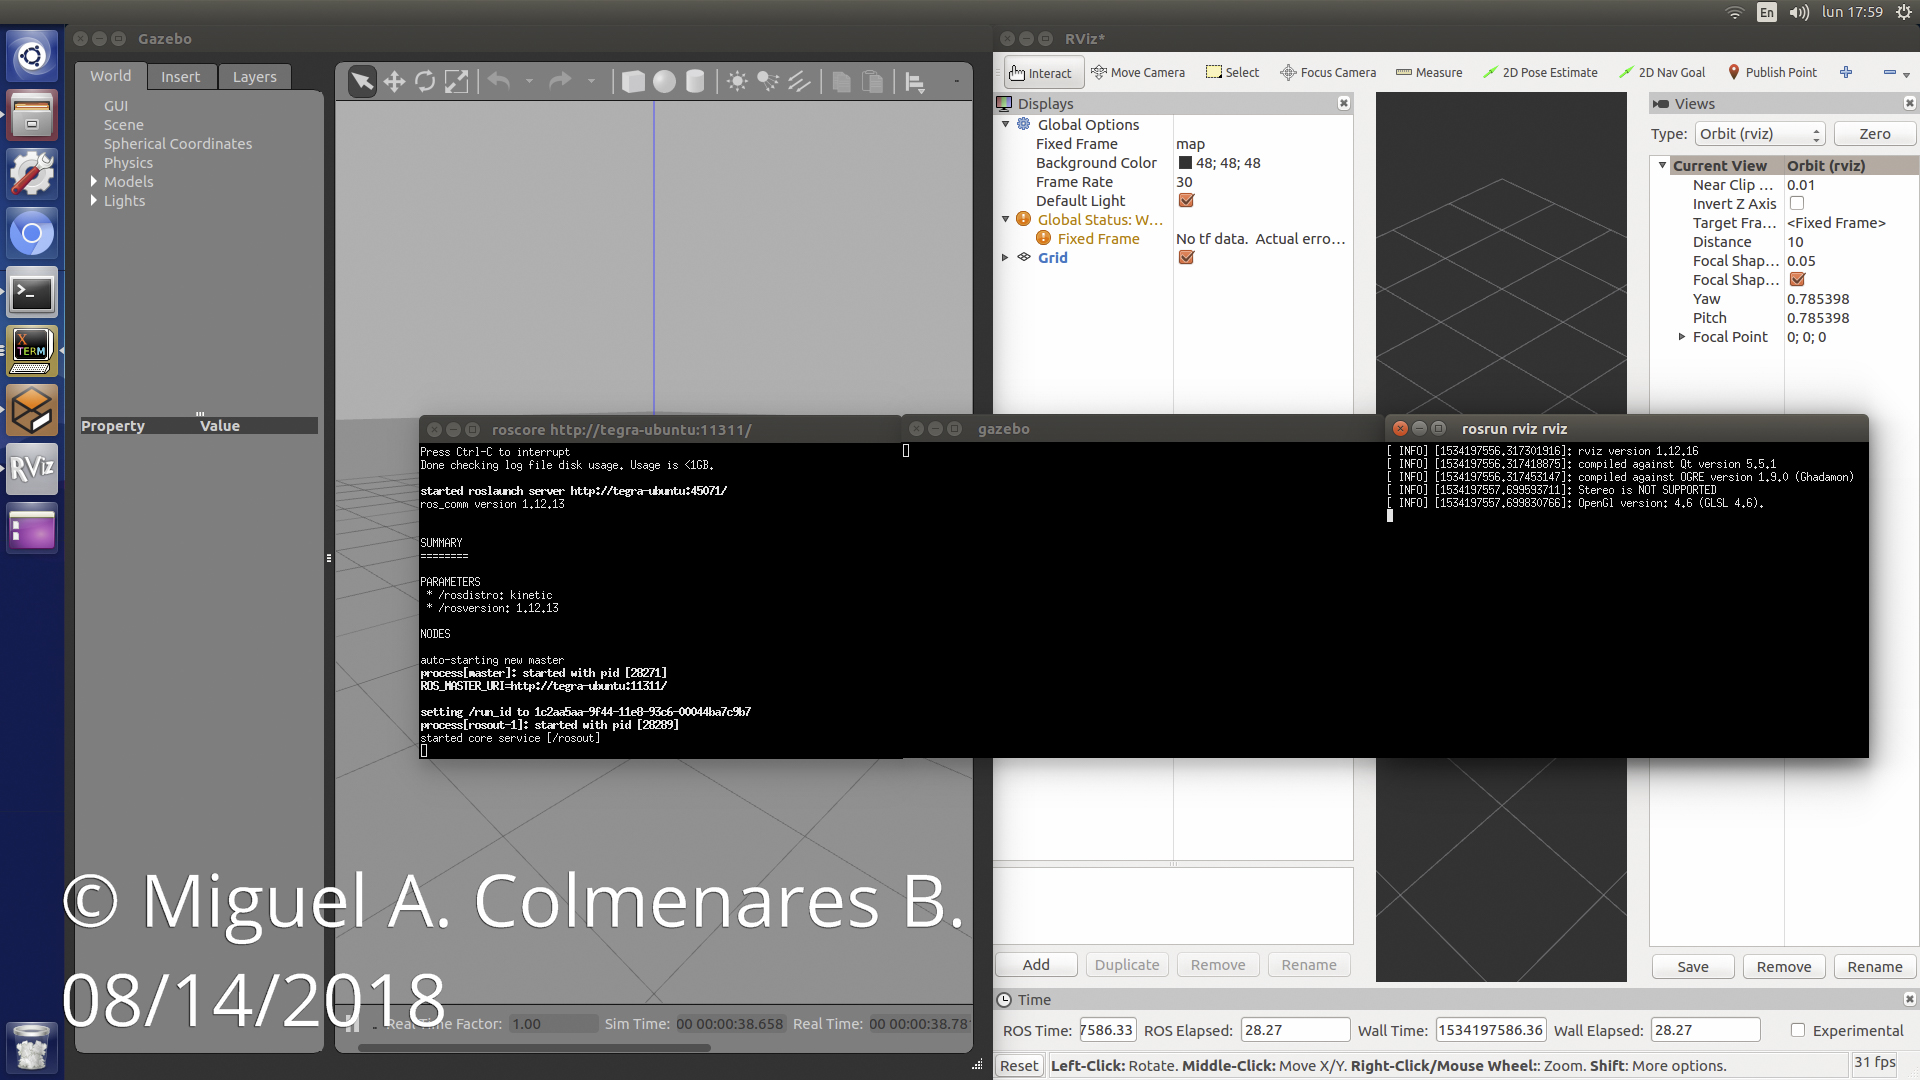 En
lun 17:59
Gazebo
World
Insert
Layers
GUI
Scene
Spherical Coordinates
Physics
Models
Lights
Property Value
X
TERM
RViz
RViz*
Interact
Move Camera
Select
Focus Camera
Measure
2D Pose Estimate
2D Nav Goal
Publish Point
Displays
Global Options
Fixed Frame map
Background Color 48; 48; 48
Frame Rate 30
Default Light
Global Status: W...
Fixed Frame No tf data. Actual erro...
Grid
Views
Type: Orbit (rviz) Zero
Current View Orbit (rviz)
Near Clip ... 0.01
Invert Z Axis
Target Fra... <Fixed Frame>
Distance 10
Focal Shap... 0.05
Focal Shap...
Yaw 0.785398
Pitch 0.785398
Focal Point 0; 0; 0
roscore http://tegra-ubuntu:11311/
Press Ctrl-C to interrupt
Done checking log file disk usage. Usage is <1GB.
started roslaunch server http://tegra-ubuntu:45071/
ros_comm version 1.12.13
SUMMARY
========
PARAMETERS
* /rosdistro: kinetic
* /rosversion: 1.12.13
NODES
auto-starting new master
process[master]: started with pid [28271]
ROS_MASTER_URI=http://tegra-ubuntu:11311/
setting /run_id to 1c2aa5aa-9f44-11e8-93c6-00044ba7c9b7
process[rosout-1]: started with pid [28289]
started core service [/rosout]
gazebo
rosrun rviz rviz
[ INFO] [1534197556.317301916]: rviz version 1.12.16
[ INFO] [1534197556.317418875]: compiled against Qt version 5.5.1
[ INFO] [1534197556.317453147]: compiled against OGRE version 1.9.0 (Ghadamon)
[ INFO] [1534197557.699593711]: Stereo is NOT SUPPORTED
[ INFO] [1534197557.699830766]: OpenGl version: 4.6 (GLSL 4.6).
© Miguel A. Colmenares B.
08/14/2018
Real Time Factor: 1.00 Sim Time: 00 00:00:38.658 Real Time: 00 00:00:38.78
Add
Duplicate
Remove
Rename
Save
Remove
Rename
Time
ROS Time: 7586.33 ROS Elapsed: 28.27 Wall Time: 1534197586.36 Wall Elapsed: 28.27 Experimental
Reset Left-Click: Rotate. Middle-Click: Move X/Y. Right-Click/Mouse Wheel:: Zoom. Shift: More options. 31 fps